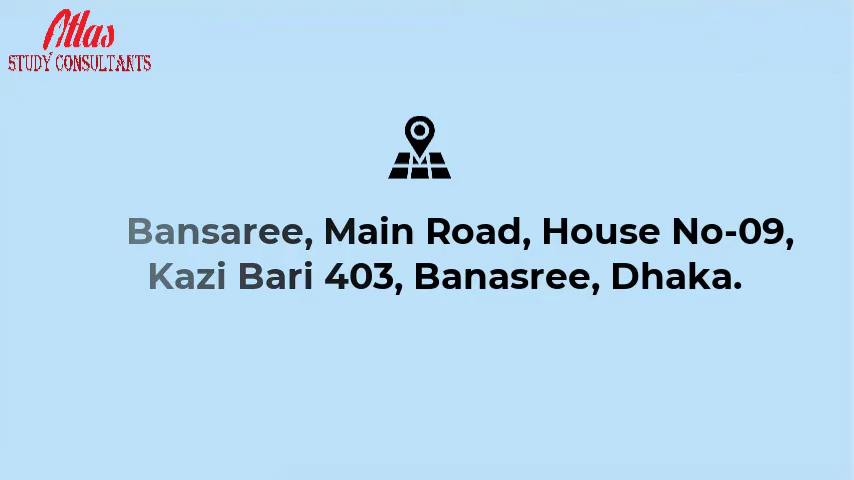 Atlas
STUDY CONSULTANTS
Bansaree, Main Road, House No-09,
Kazi Bari 403, Banasree, Dhaka.